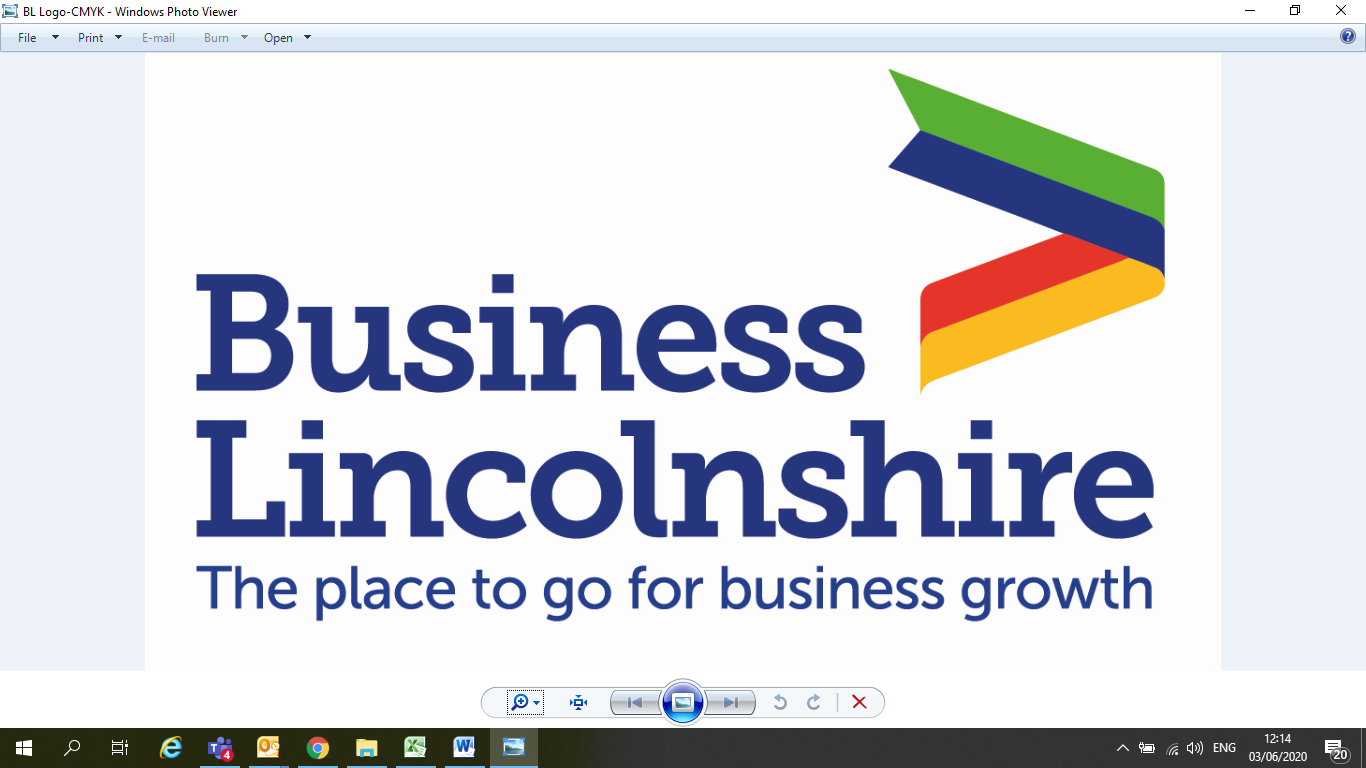 BL Logo-CMYK - Windows Photo Viewer
File Print E-mail Burn Open
Business
Lincolnshire
The place to go for business growth
4
ENG
12:14
03/06/2020
20